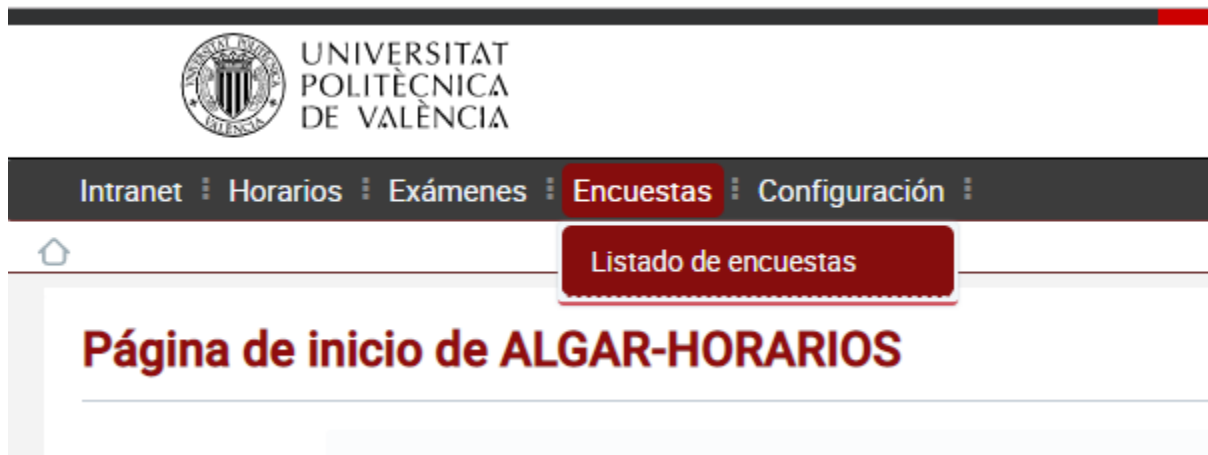 UNIVERSITAT
POLITÈCNICA
DE VALÈNCIA
Intranet Horarios Exámenes Encuestas Configuración
Listado de encuestas
Página de inicio de ALGAR-HORARIOS